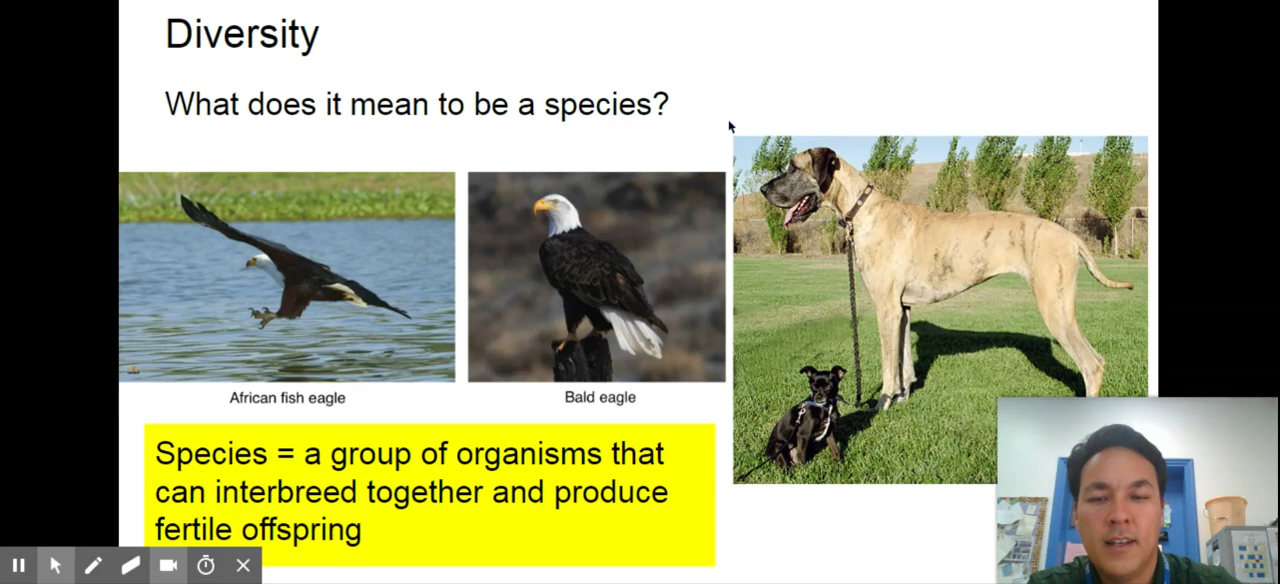 Diversity
What does it mean to be a species?
African fish eagle
Bald eagle
Species = a group of organisms that
can interbreed together and produce
fertile offspring